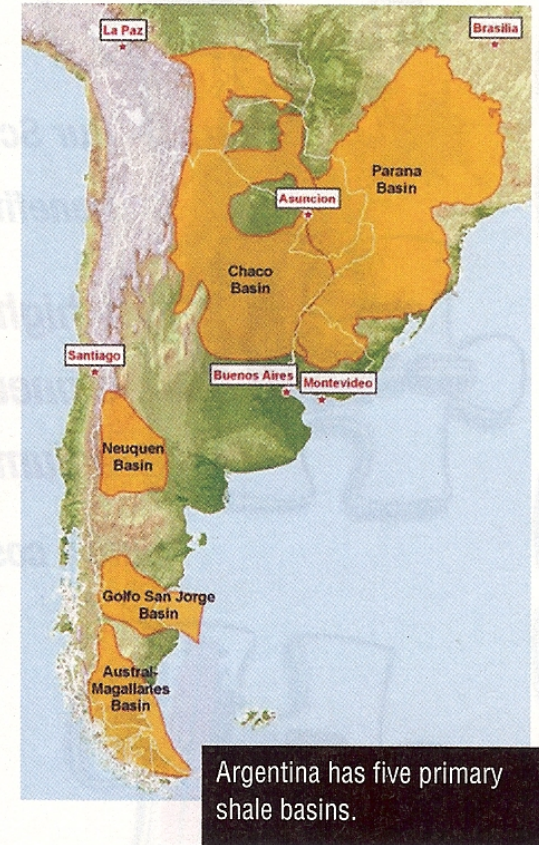 La Paz
Brasilia
Parana
Basin
Asuncion
Chaco
Basin
Santiago
Buenos Aires
Montevideo
Neuquen
Basin
Golfo San Jorge
Basin
Austral-
Magallanes
Basin
Argentina has five primary
shale basins.